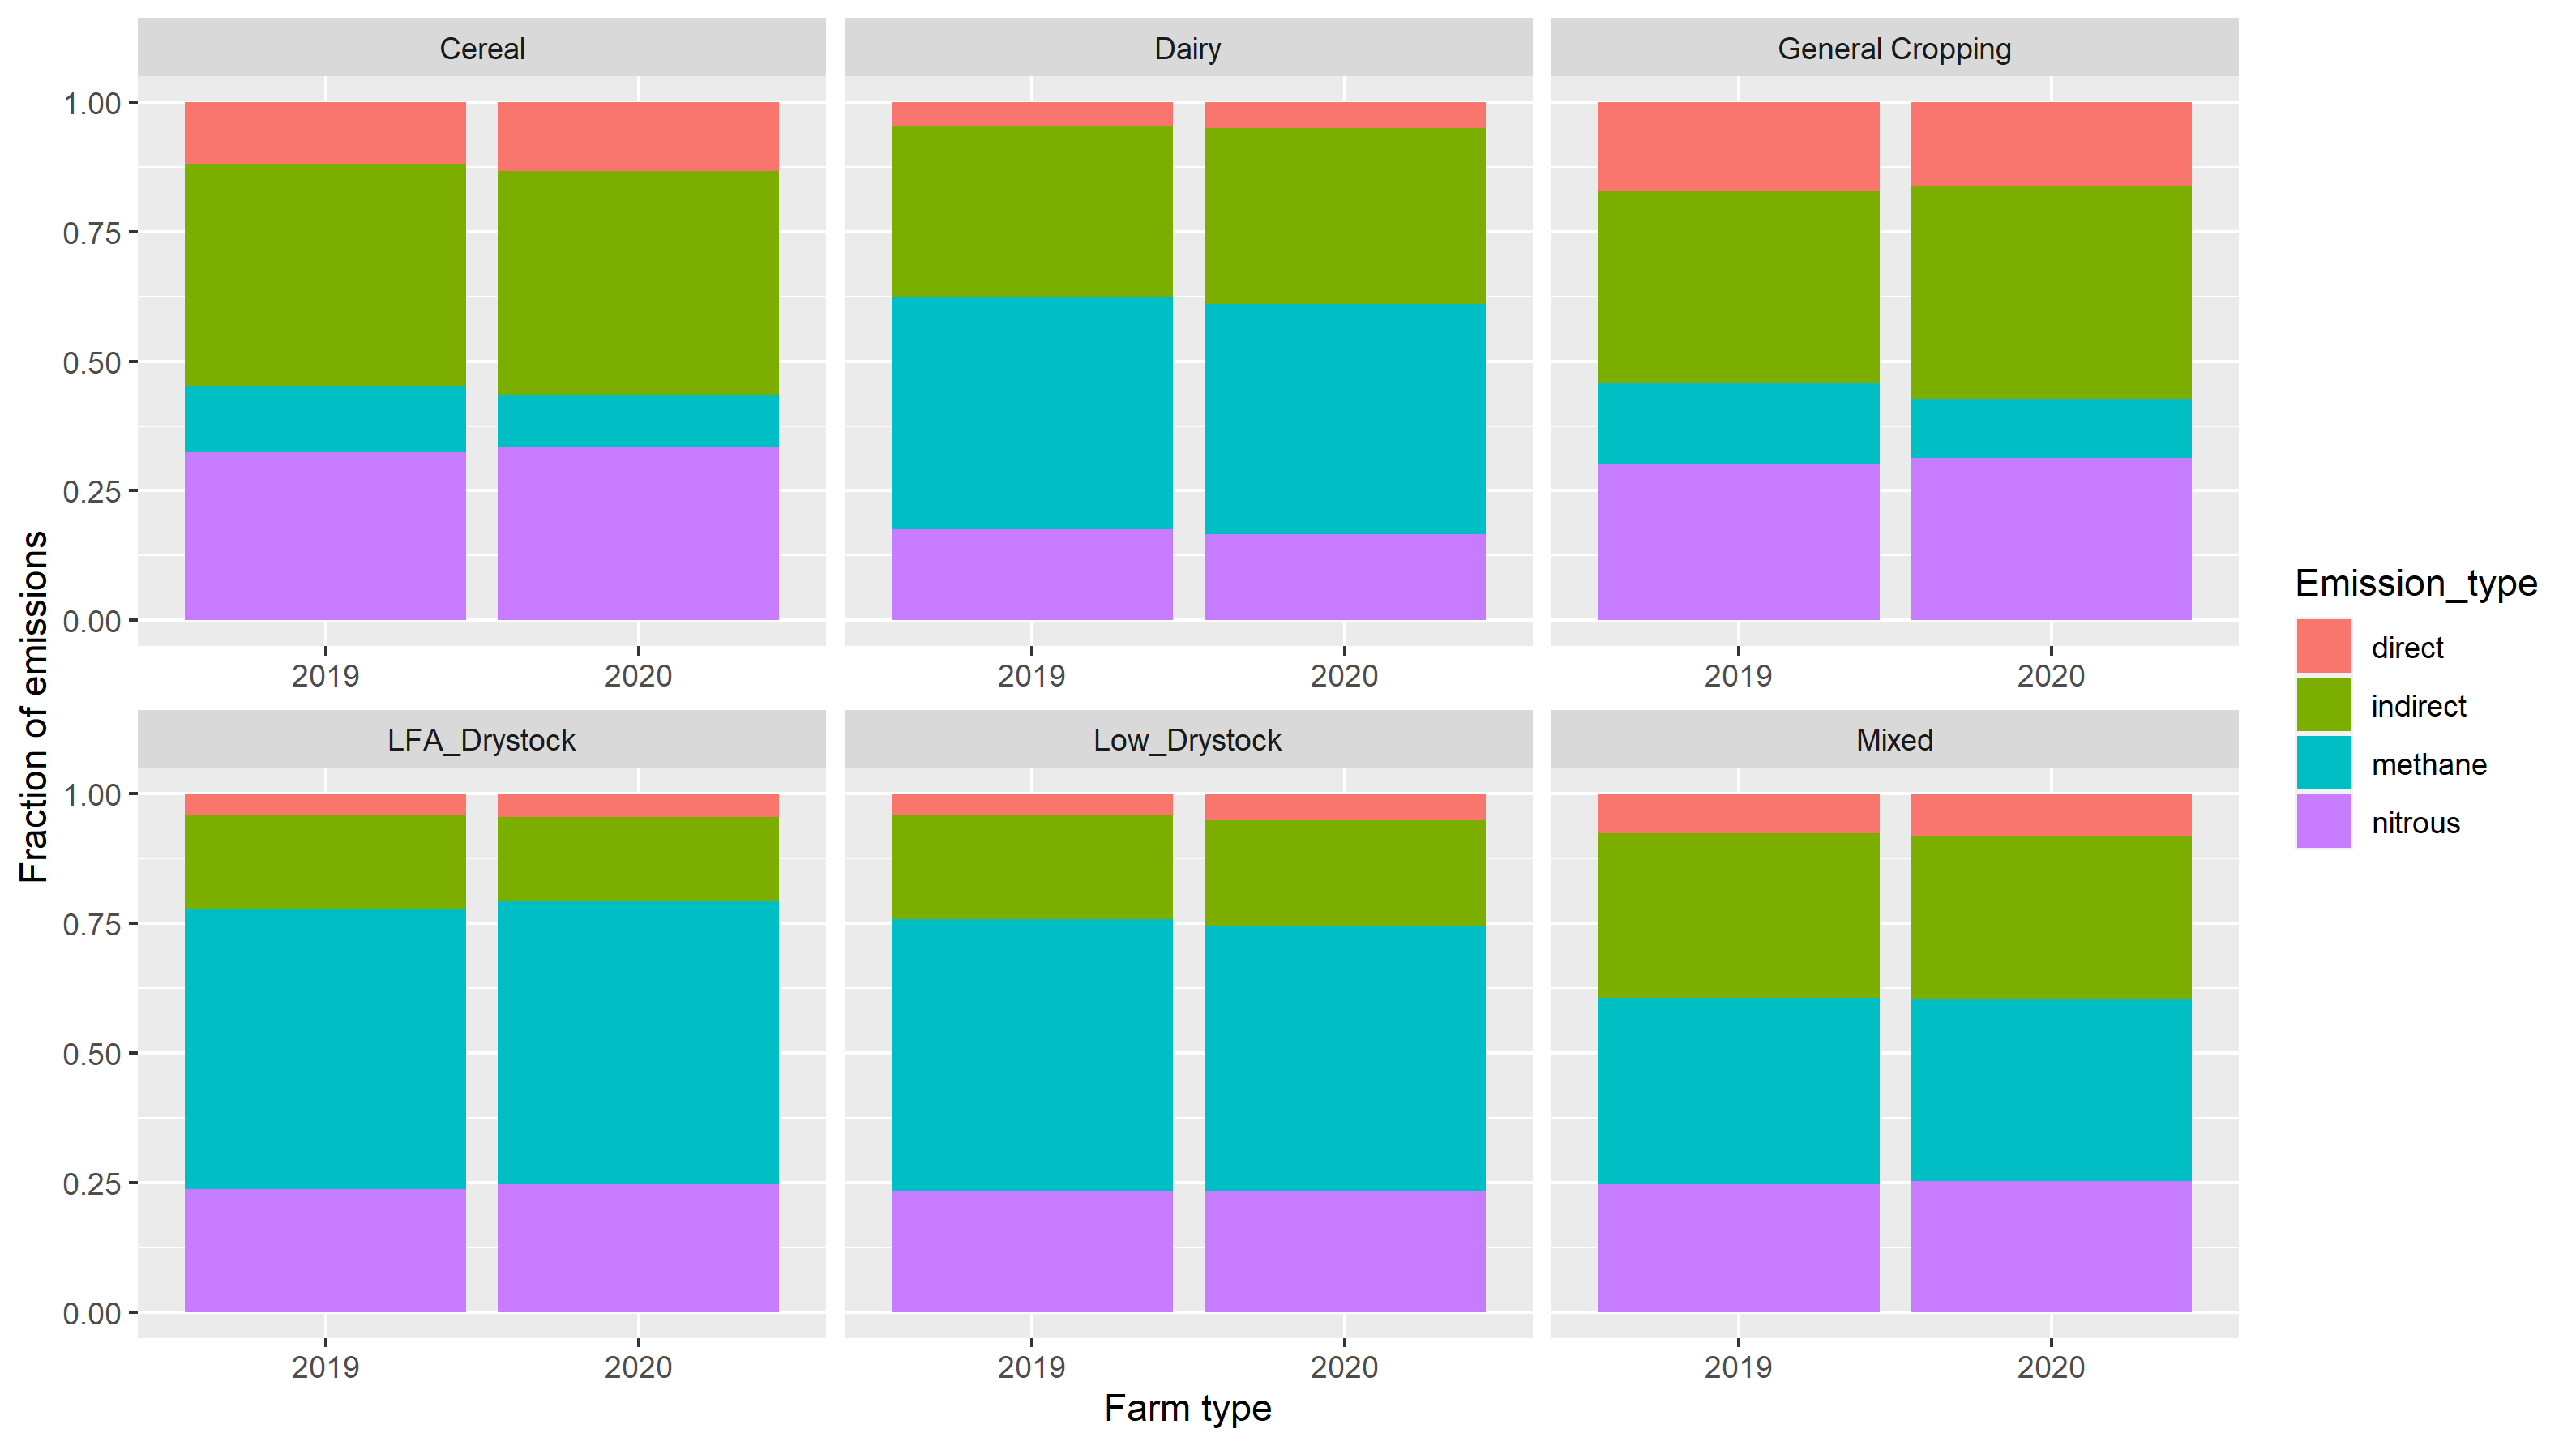 Cereal
Dairy
General Cropping
1.00
0.75
0.50
0.25
0.00
2019
2020
2019
2020
2019
2020
LFA_Drystock
Low_Drystock
Mixed
1.00
0.75
0.50
0.25
0.00
2019
2020
2019
2020
2019
2020
Farm type
Fraction of emissions
Emission_type
direct
indirect
methane
nitrous